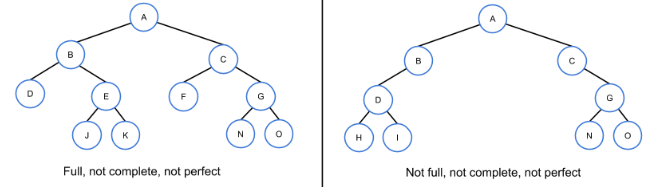 A
B
C
D
E
F
G
J
K
N
O
Full, not complete, not perfect
A
B
C
D
G
H
I
N
O
Not full, not complete, not perfect